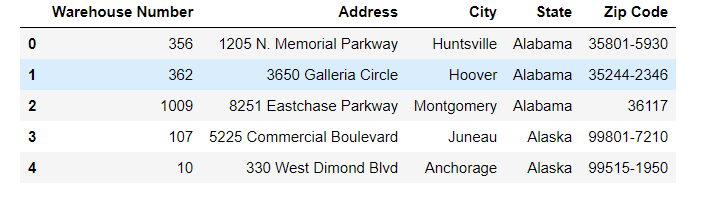 Warehouse Number Address City State Zip Code
0 356 1205 N. Memorial Parkway Huntsville Alabama 35801-5930
1 362 3650 Galleria Circle Hoover Alabama 35244-2346
2 1009 8251 Eastchase Parkway Montgomery Alabama 36117
3 107 5225 Commercial Boulevard Juneau Alaska 99801-7210
4 10 330 West Dimond Blvd Anchorage Alaska 99515-1950